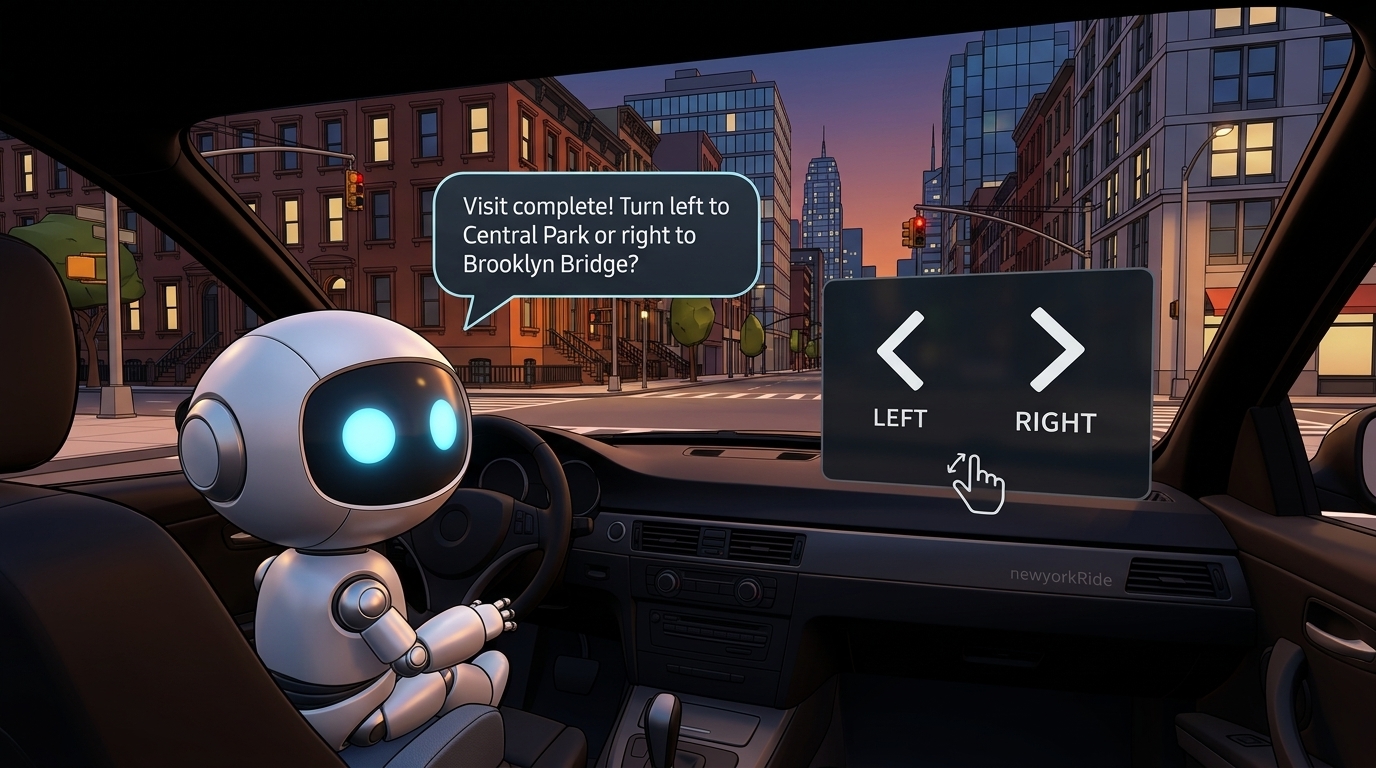 Visit complete! Turn left to
Central Park or right to
Brooklyn Bridge?
LEFT
RIGHT
newyorkRide